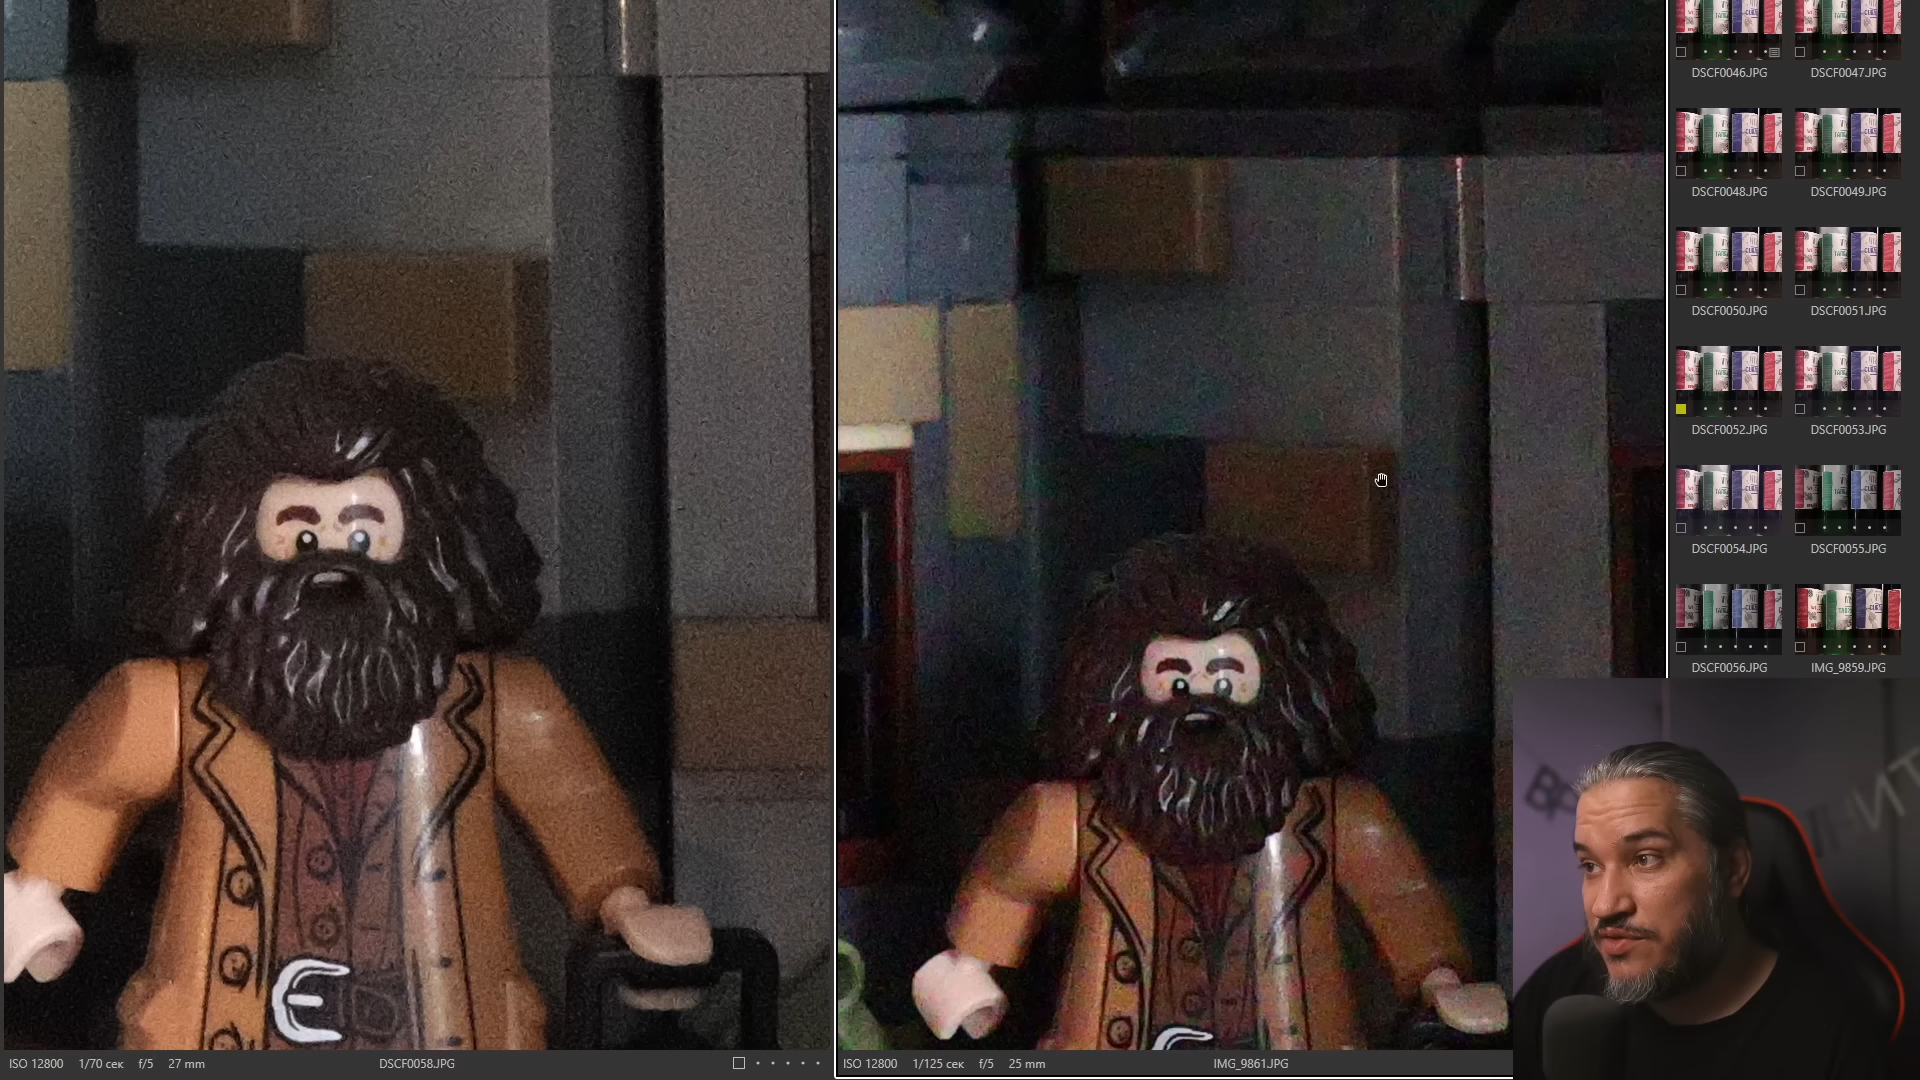 DSCF0046.JPG
DSCF0047.JPG
DSCF0048.JPG
DSCF0049.JPG
DSCF0050.JPG
DSCF0051.JPG
DSCF0052.JPG
DSCF0053.JPG
DSCF0054.JPG
DSCF0055.JPG
DSCF0056.JPG
IMG_9859.JPG
ISO 12800 1/70 сек f/5 27 mm DSCF0058.JPG
ISO 12800 1/125 сек f/5 25 mm IMG_9861.JPG